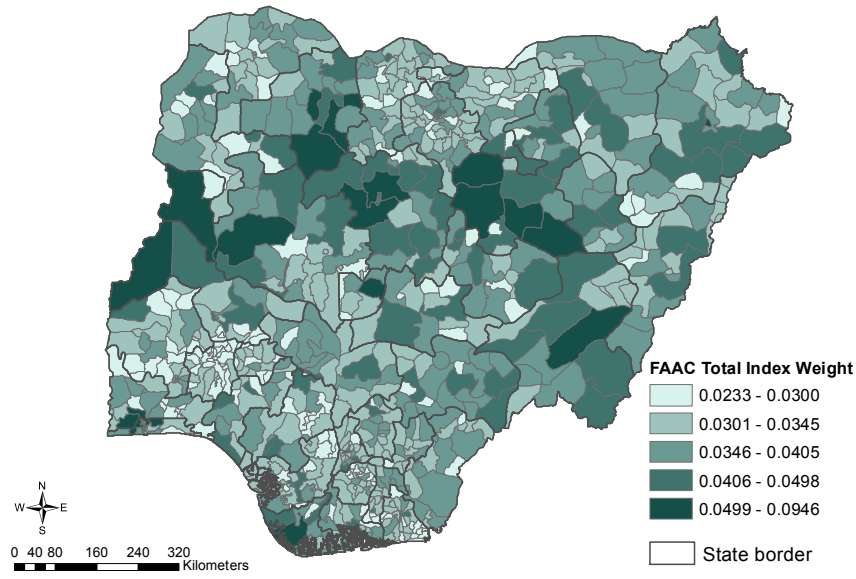 FAAC Total Index Weight
0.0233 - 0.0300
0.0301 - 0.0345
0.0346 - 0.0405
0.0406 - 0.0498
0.0499 - 0.0946
State border
N
W E
S
0 40 80 160 240 320
Kilometers